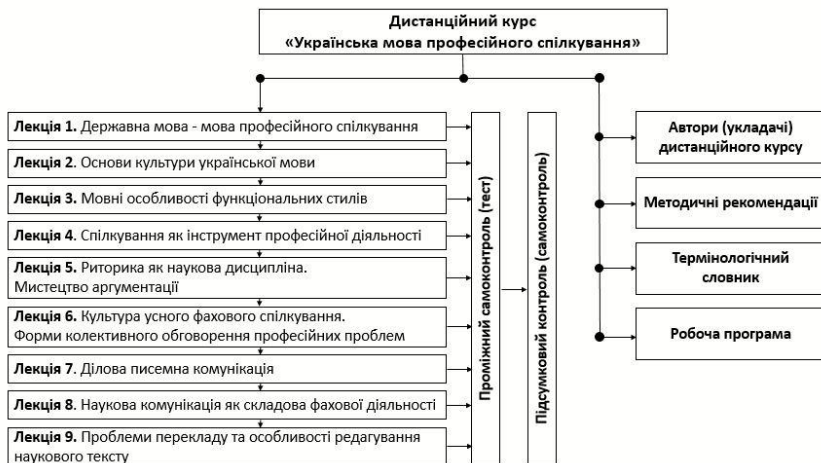 Дистанційний курс
«Українська мова професійного спілкування»
Лекція 1. Державна мова - мова професійного спілкування
Лекція 2. Основи культури української мови
Лекція 3. Мовні особливості функціональних стилів
Лекція 4. Спілкування як інструмент професійної діяльності
Лекція 5. Риторика як наукова дисципліна.
Мистецтво аргументації
Лекція 6. Культура усного фахового спілкування.
Форми колективного обговорення професійних проблем
Лекція 7. Ділова писемна комунікація
Лекція 8. Наукова комунікація як складова фахової діяльності
Лекція 9. Проблеми перекладу та особливості редагування
наукового тексту
Проміжний самоконтроль (тест)
Підсумковий контроль (самоконтроль)
Автори (укладачі)
дистанційного курсу
Методичні рекомендації
Термінологічний
словник
Робоча програма